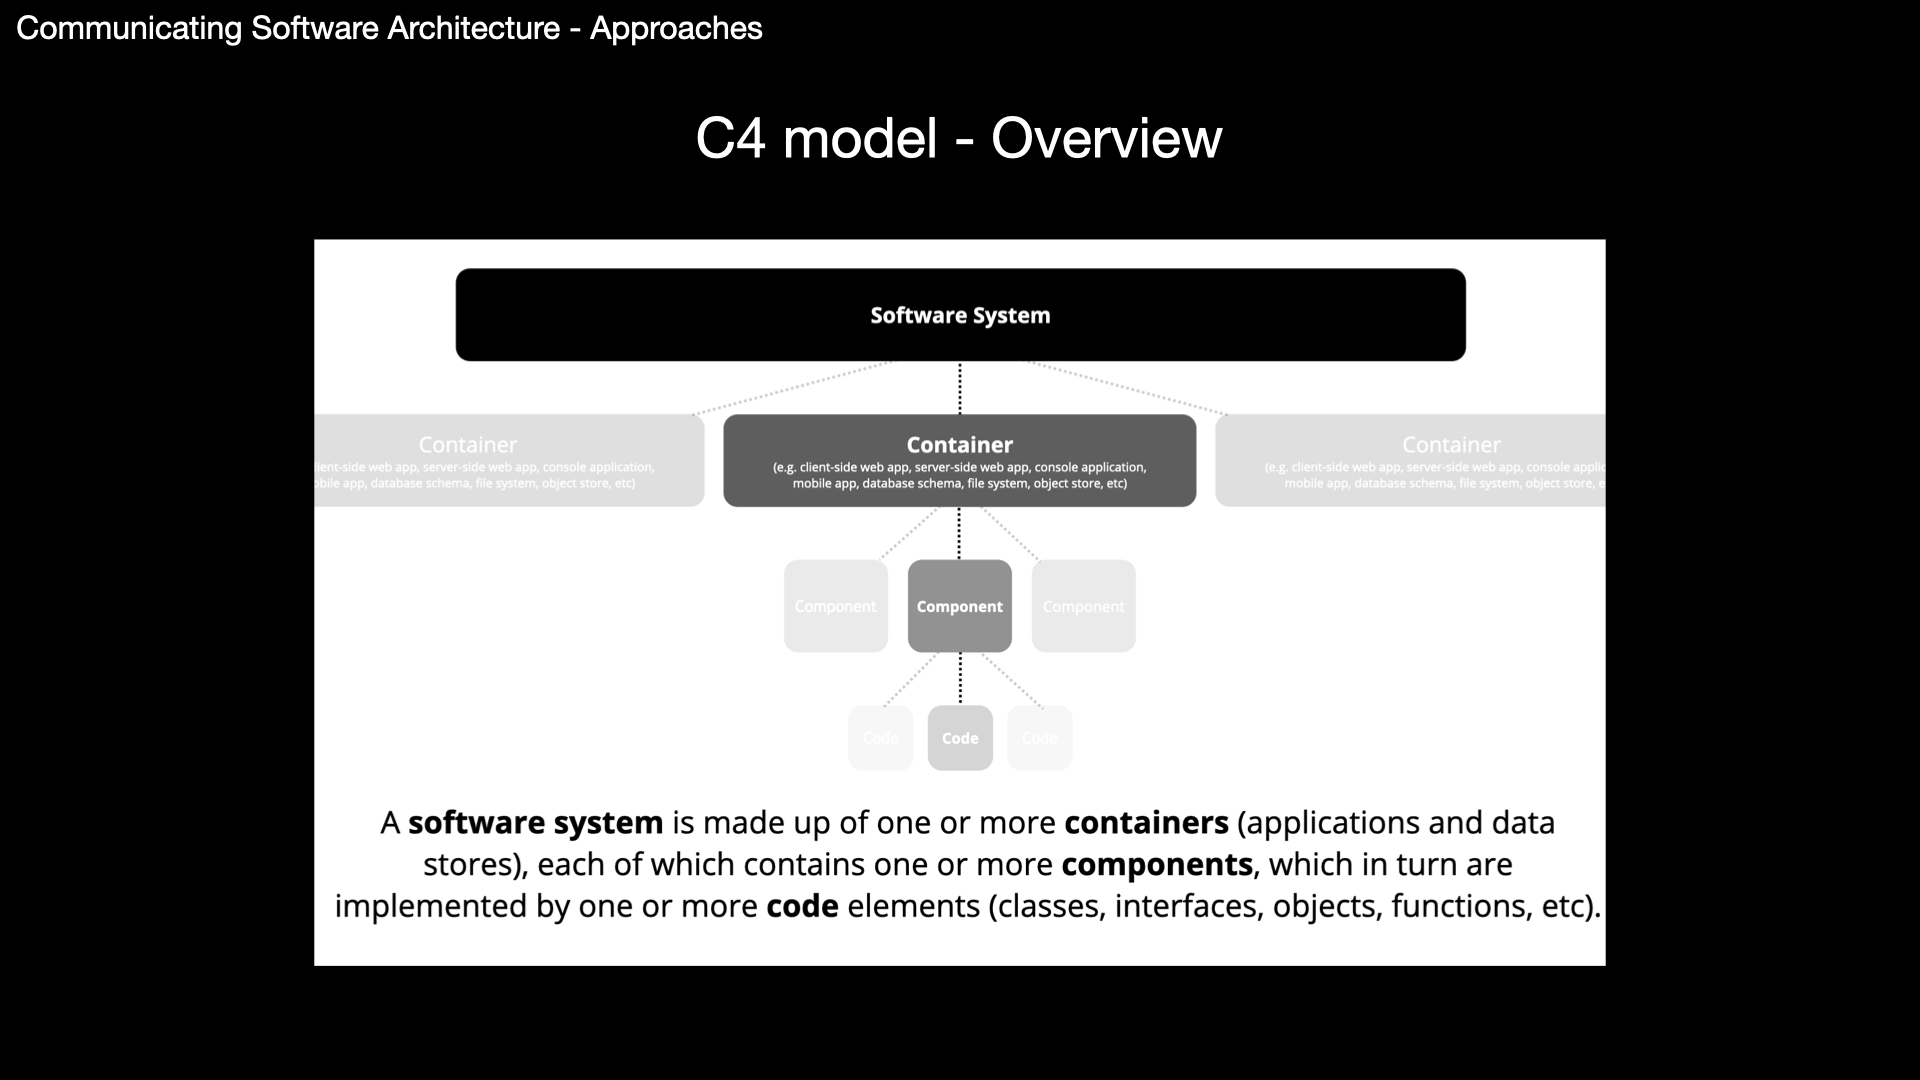 Communicating Software Architecture - Approaches
C4 model - Overview
Software System
Container
lient-side web app, server-side web app, console application,
obile app, database schema, file system, object store, etc)
Container
(e.g. client-side web app, server-side web app, console application,
mobile app, database schema, file system, object store, etc)
Container
(e.g. client-side web app, server-side web app, console applic
mobile app, database schema, file system, object store, e
Component
Component
Component
Code
Code
Code
A software system is made up of one or more containers (applications and data
stores), each of which contains one or more components, which in turn are
implemented by one or more code elements (classes, interfaces, objects, functions, etc).